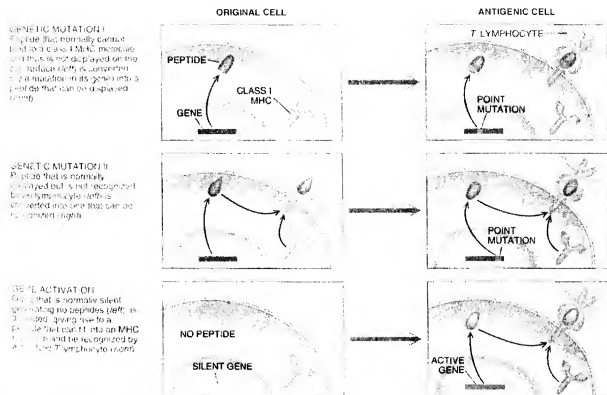 ORIGINAL CELL
ANTIGENIC CELL
GENETIC MUTATION I
Peptide that normally cannot
bind to a class I MHC molecule
and thus is not displayed on the
cell surface (left) is converted
mutation in its gene) into a
peptide that can be displayed
(right)
PEPTIDE
CLASS I
MHC
GENE
T LYMPHOCYTE
POINT
MUTATION
GENETIC MUTATION II
Peptide that is normally
displayed but is not recognized
lymphocyte (left) is
converted into one that can be
recognized (right)
POINT
MUTATION
GENE ACTIVATION
that is normally silent
generating no peptides (left) is
giving rise to a
that can fit into an MHC
and be recognized by
T lymphocyte (right)
NO PEPTIDE
SILENT GENE
ACTIVE
GENE